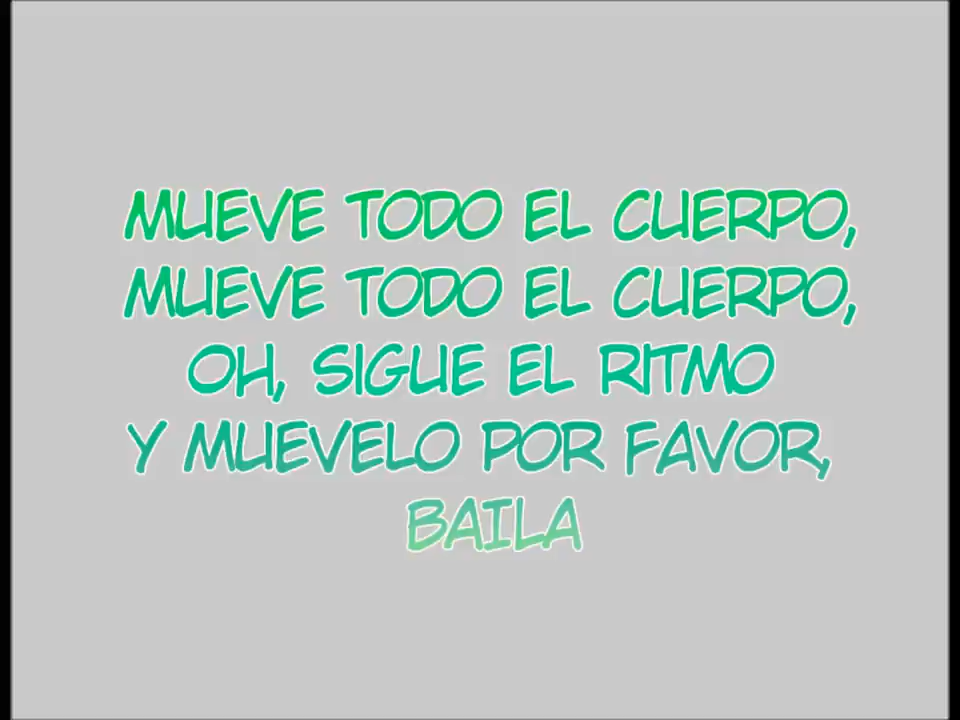 MUEVE TODO EL CUERPO,
MUEVE TODO EL CUERPO,
OH, SIGUE EL RITMO
Y MUEVELO POR FAVOR,
BAILA